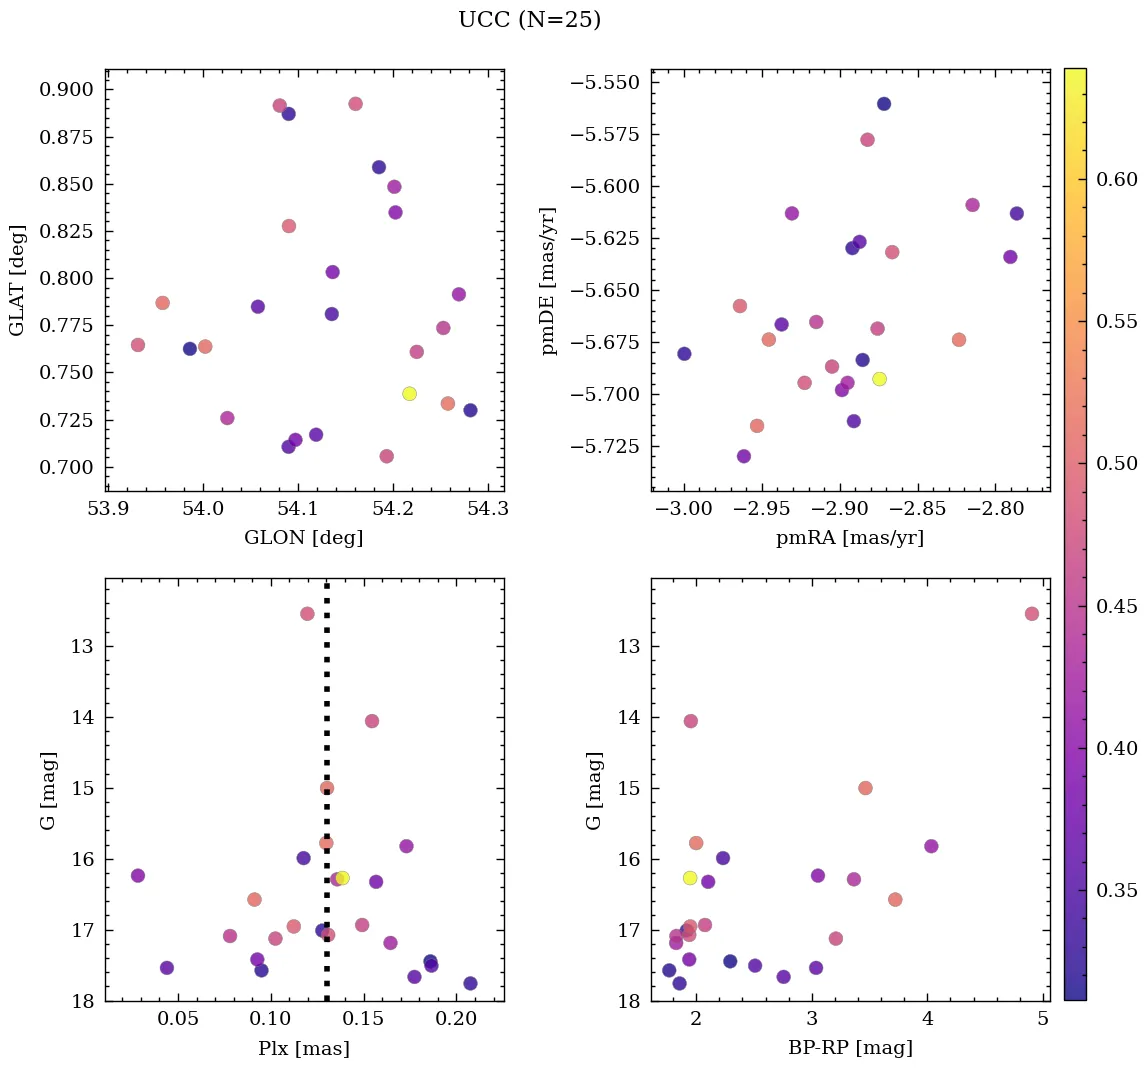 UCC (N=25)
0.900
0.875
0.850
0.825
0.800
0.775
0.750
0.725
0.700
GLAT [deg]
53.9 54.0 54.1 54.2 54.3
GLON [deg]
−5.550
−5.575
−5.600
−5.625
−5.650
−5.675
−5.700
−5.725
pmDE [mas/yr]
−3.00 −2.95 −2.90 −2.85 −2.80
pmRA [mas/yr]
13
14
15
16
17
18
G [mag]
0.05 0.10 0.15 0.20
Plx [mas]
13
14
15
16
17
18
G [mag]
2 3 4 5
BP-RP [mag]
0.60
0.55
0.50
0.45
0.40
0.35